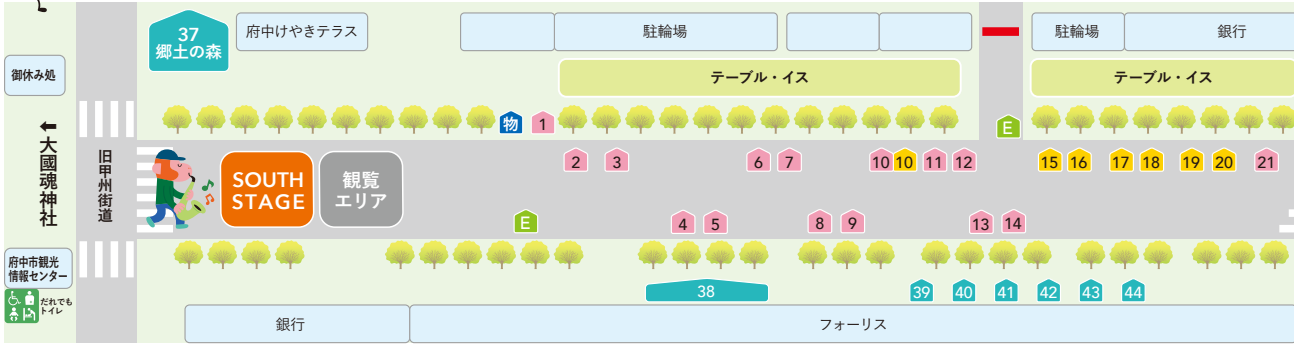 37
郷土の森
府中けやきテラス
駐輪場
駐輪場
銀行
御休み処
テーブル・イス
テーブル・イス
物
1
E
←大國魂神社
旧甲州街道
SOUTH
STAGE
観覧
エリア
2
3
6
7
10
10
11
12
15
16
17
18
19
20
21
E
4
5
8
9
13
14
府中市観光
情報センター
だれでも
トイレ
38
39
40
41
42
43
44
銀行
フォーリス